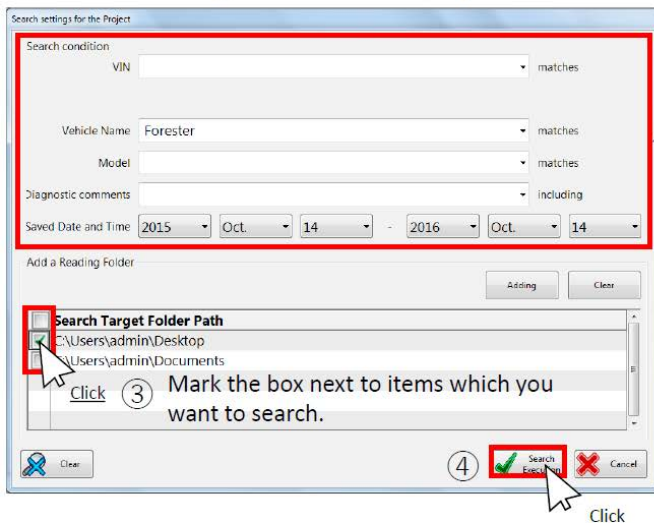 Search settings for the Project
Search condition
VIN matches
Vehicle Name Forester matches
Model matches
Diagnostic comments including
Saved Date and Time 2015 Oct. 14 - 2016 Oct. 14
Add a Reading Folder
Adding Clear
Search Target Folder Path
C:\Users\admin\Desktop
\Users\admin\Documents
Click ③ Mark the box next to items which you
want to search.
Clear ④ Search Cancel
Execution
Click